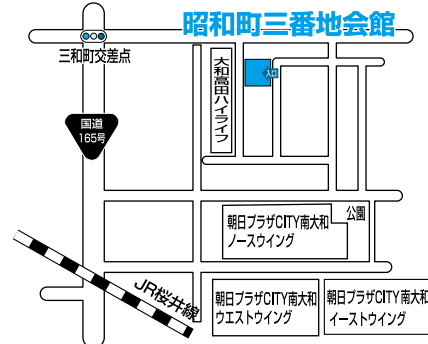 昭和町三番地会館
三和町交差点
大和高田ハイライフ
入口
国道
165号
公園
朝日プラザCITY南大和
ノースウイング
JR桜井線
朝日プラザCITY南大和
ウエストウイング
朝日プラザCITY南大和
イーストウイング